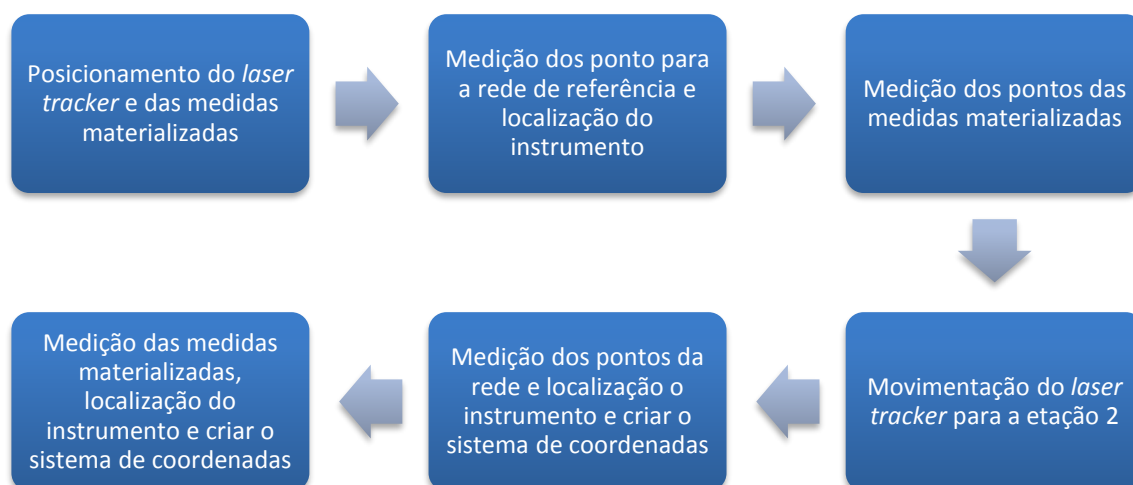 Posicionamento do laser
tracker e das medidas
materializadas
Medição dos ponto para
a rede de referência e
localização do
instrumento
Medição dos pontos das
medidas materializadas
Movimentação do laser
tracker para a etação 2
Medição dos pontos da
rede e localização o
instrumento e criar o
sistema de coordenadas
Medição das medidas
materializadas,
localização do
instrumento e criar o
sistema de coordenadas